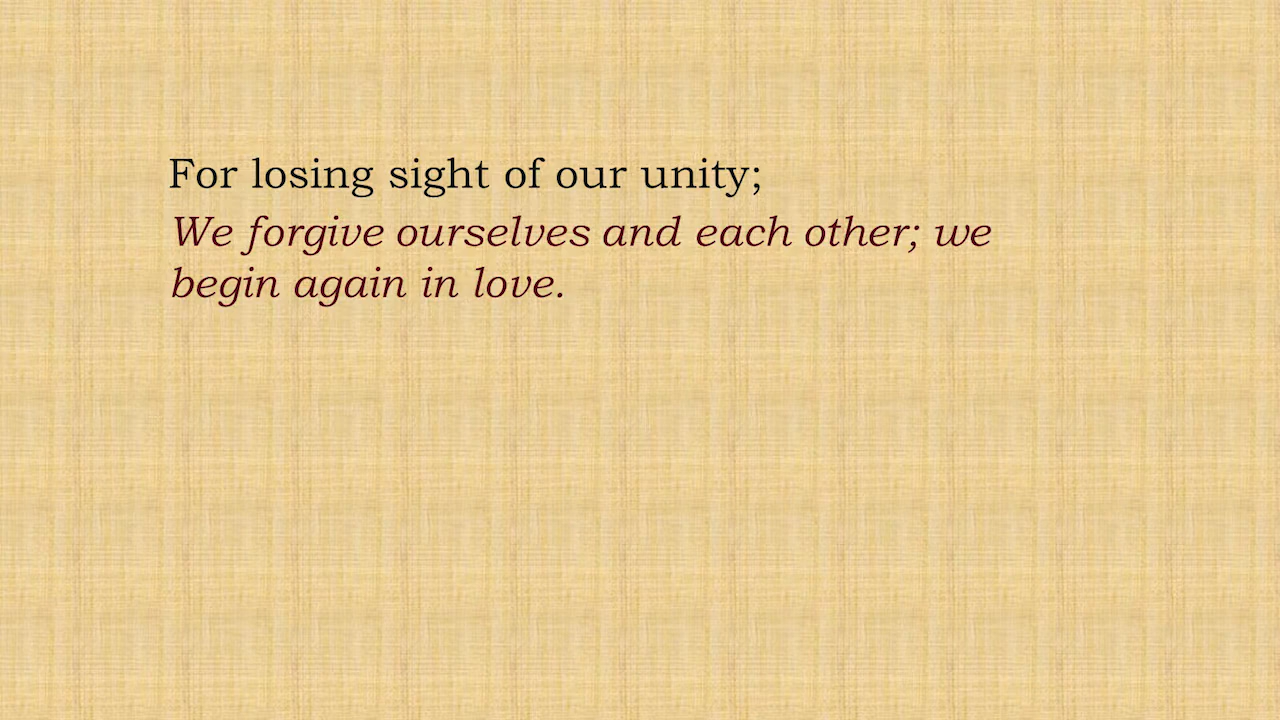 For losing sight of our unity;
We forgive ourselves and each other; we
begin again in love.